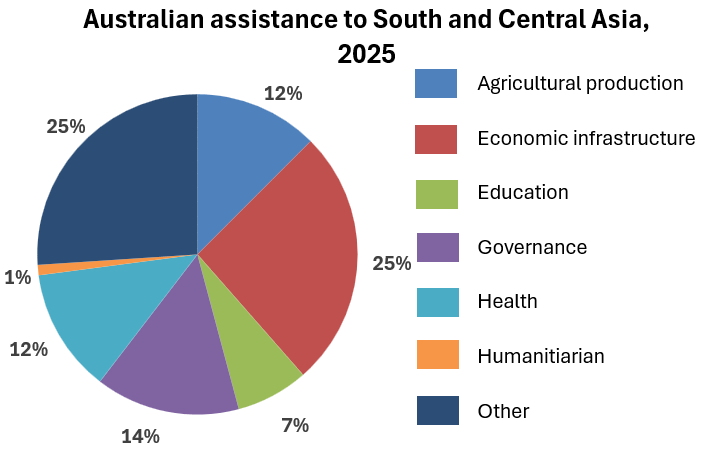 Australian assistance to South and Central Asia,
2025
12%
25%
7%
14%
12%
1%
25%
Agricultural production
Economic infrastructure
Education
Governance
Health
Humanitiarian
Other